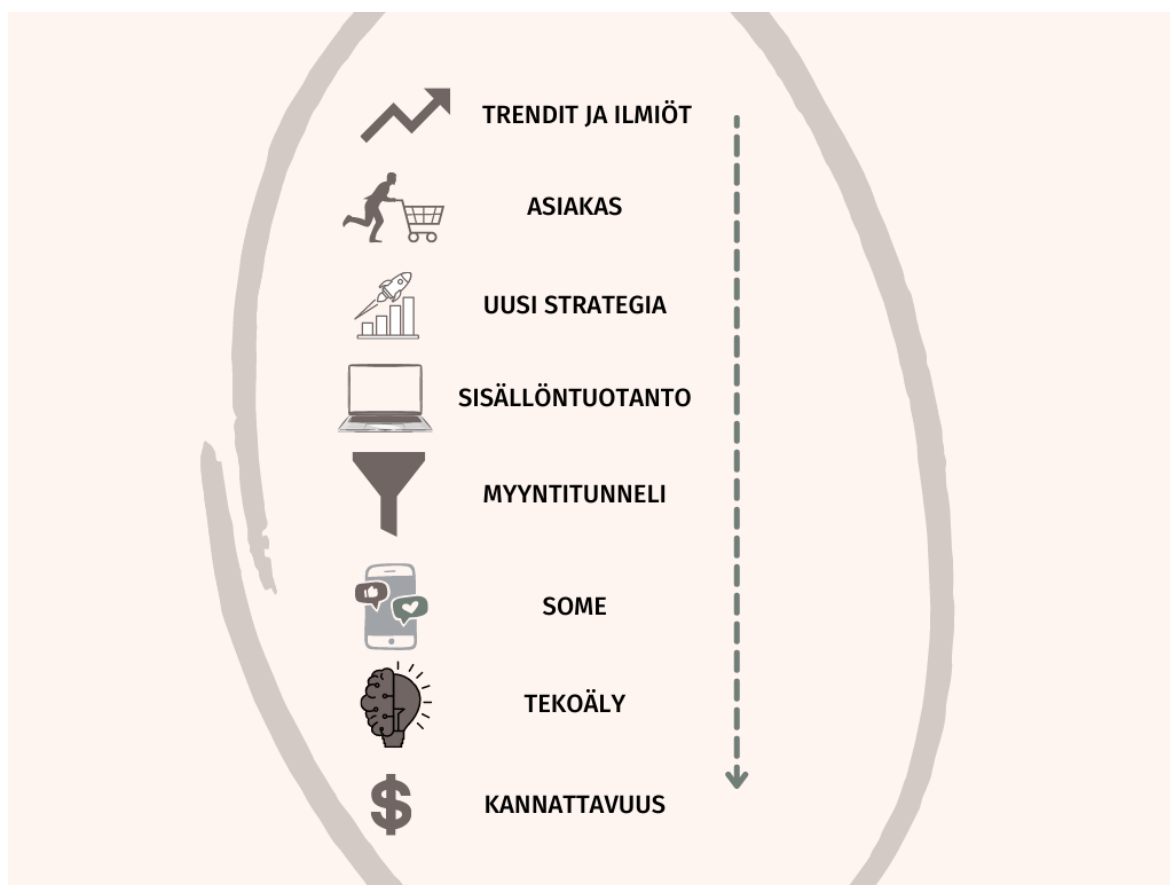 TRENDIT JA ILMIÖT
ASIAKAS
UUSI STRATEGIA
SISÄLLÖNTUOTANTO
MYYNTITUNNELI
SOME
TEKOÄLY
$ KANNATTAVUUS